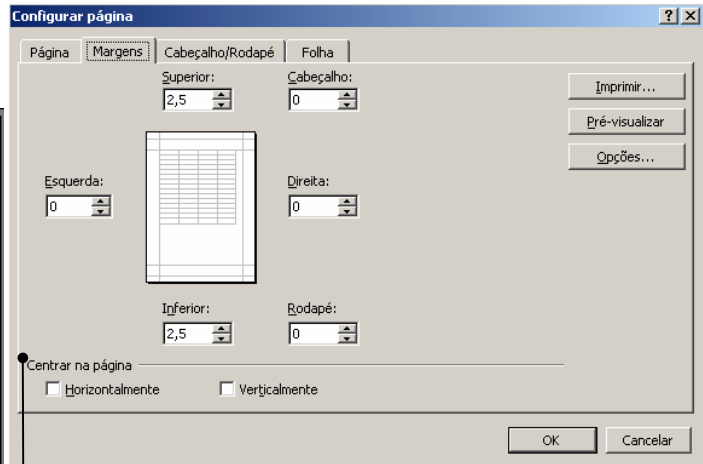 Configurar página
Página Margens Cabeçalho/Rodapé Folha
Superior: Cabeçalho:
2,5 0
Imprimir...
Pré-visualizar
Opções...
Esquerda: Direita:
0 0
Inferior: Rodapé:
2,5 0
Centrar na página
Horizontalmente Verticalmente
OK Cancelar